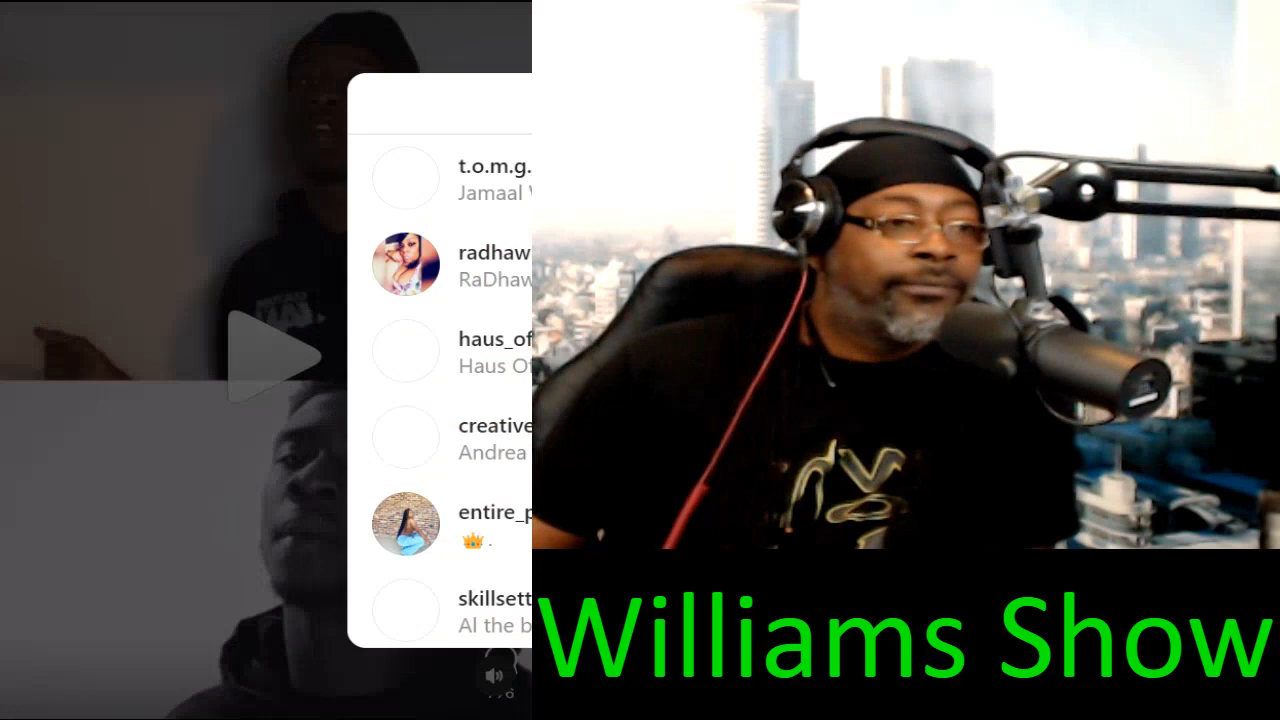 t.o.m.g.
Jamaal
radhaw
RaDhaw
haus_of
Haus Of
creative
Andrea
entire_p
👑 .
skillsett
Al the b
Williams Show